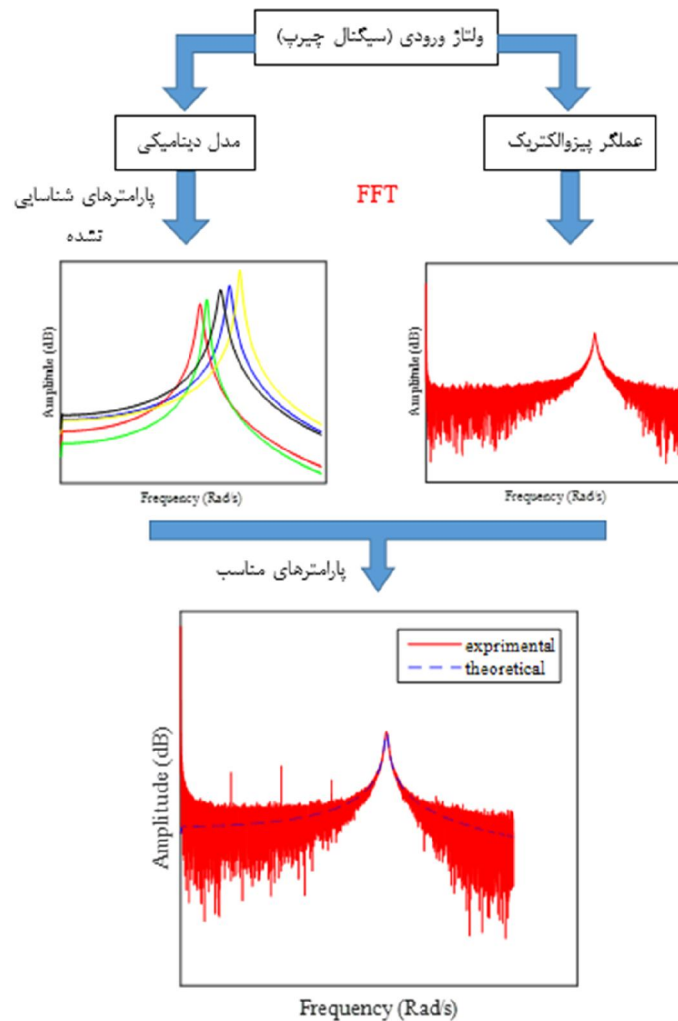 ولتاژ ورودی (سیگنال چیرپ)
عملگر پیزوالکتریک
مدل دینامیکی
FFT
پارامترهای شناسایی
نشده
Amplitude (dB)
Frequency (Rad/s)
Amplitude (dB)
Frequency (Rad/s)
پارامترهای مناسب
exprimental
theoretical
Amplitude (dB)
Frequency (Rad/s)